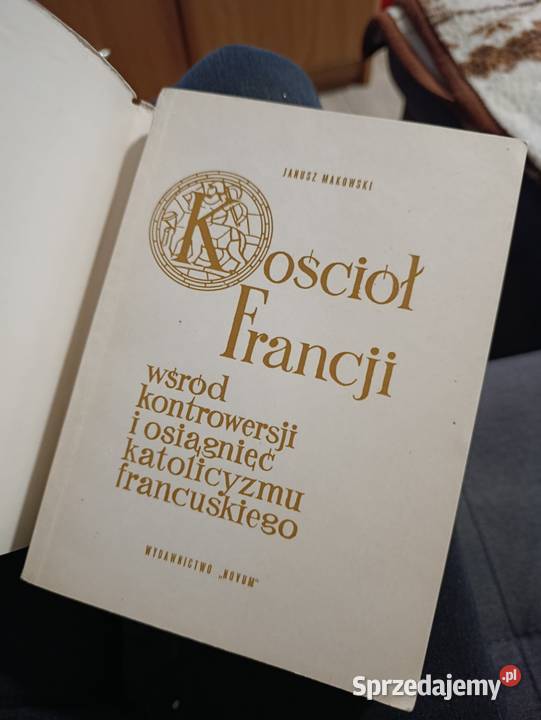 JANUSZ MAKOWSKI
Kościół
Francji
wśród
kontrowersji
i osiągnięć
katolicyzmu
francuskiego
WYDAWNICTWO „NOVUM"
Sprzedajemy.pl